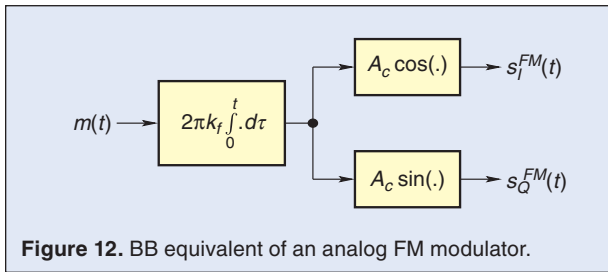 m(t)
2πk_f ∫_0^t .dτ
A_c cos(.)
s_I^{FM}(t)
A_c sin(.)
s_Q^{FM}(t)
Figure 12. BB equivalent of an analog FM modulator.